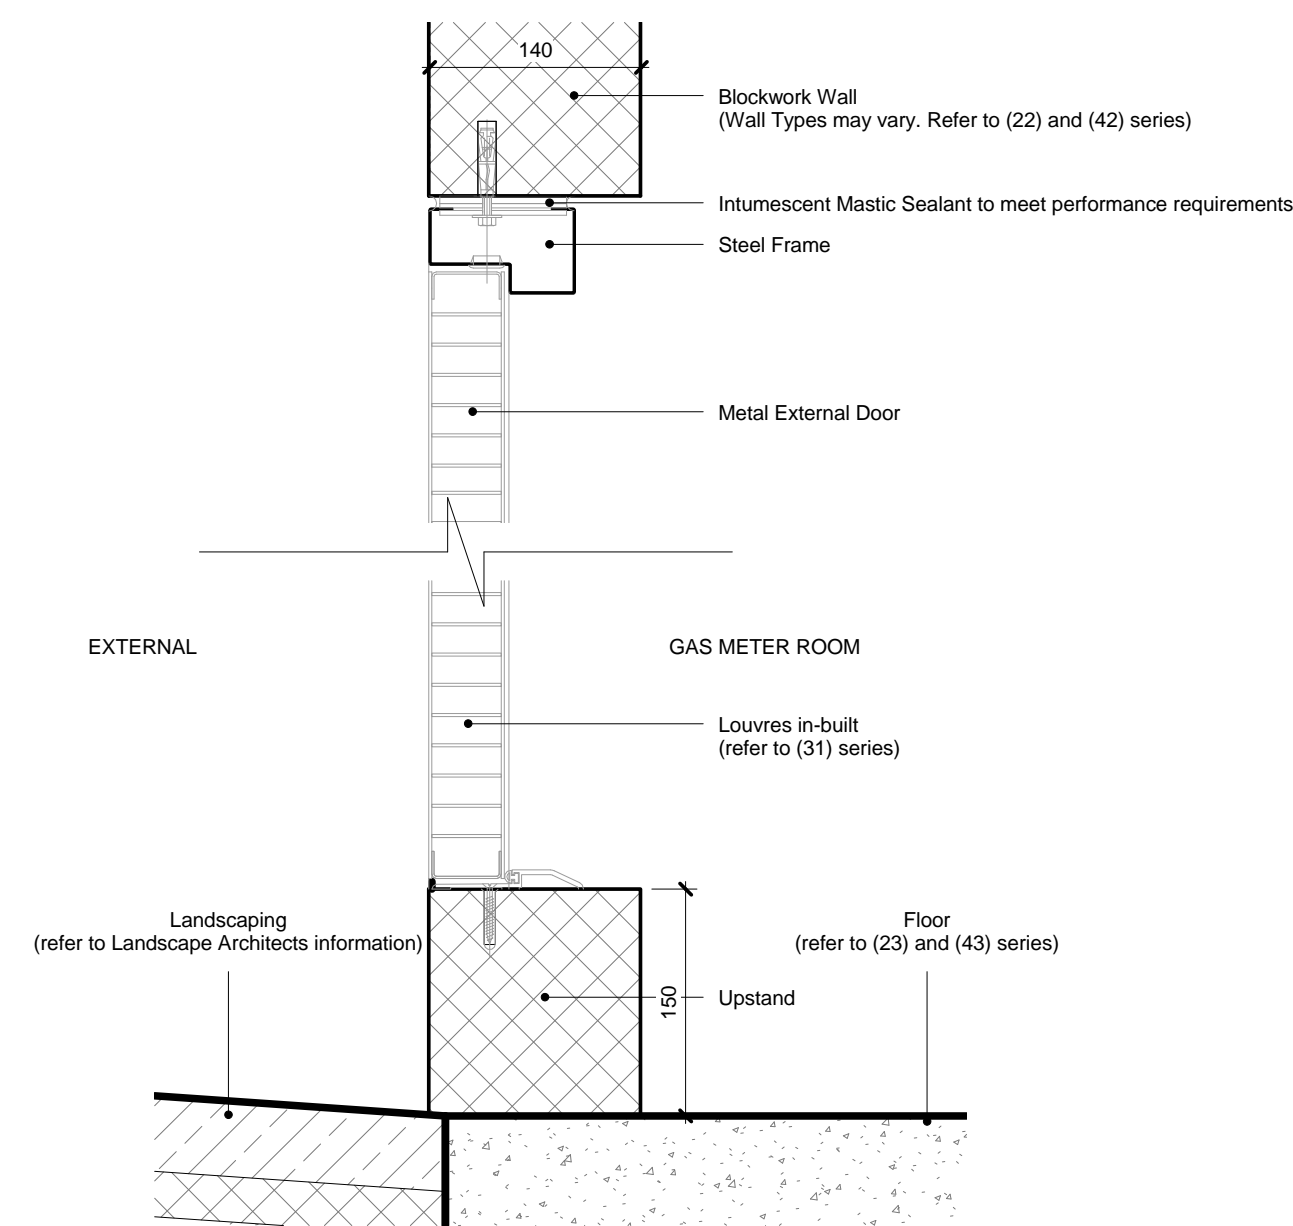 140
Blockwork Wall
(Wall Types may vary. Refer to (22) and (42) series)
Intumescent Mastic Sealant to meet performance requirements
Steel Frame
Metal External Door
EXTERNAL
GAS METER ROOM
Louvres in-built
(refer to (31) series)
Landscaping
(refer to Landscape Architects information)
Floor
(refer to (23) and (43) series)
150
Upstand